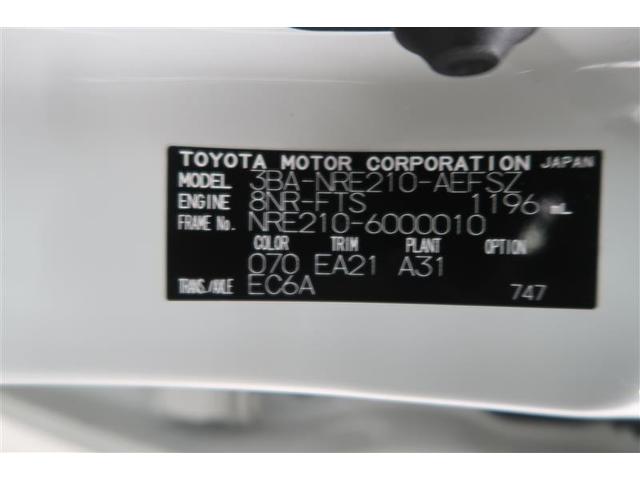 TOYOTA MOTOR CORPORATION JAPAN
MODEL 3BA-NRE210-AEFSZ
ENGINE 8NR-FTS 1196 mL
FRAME No. NRE210-6000010
COLOR TRIM PLANT OPTION
070 EA21 A31
TRANS./AXLE EC6A 747